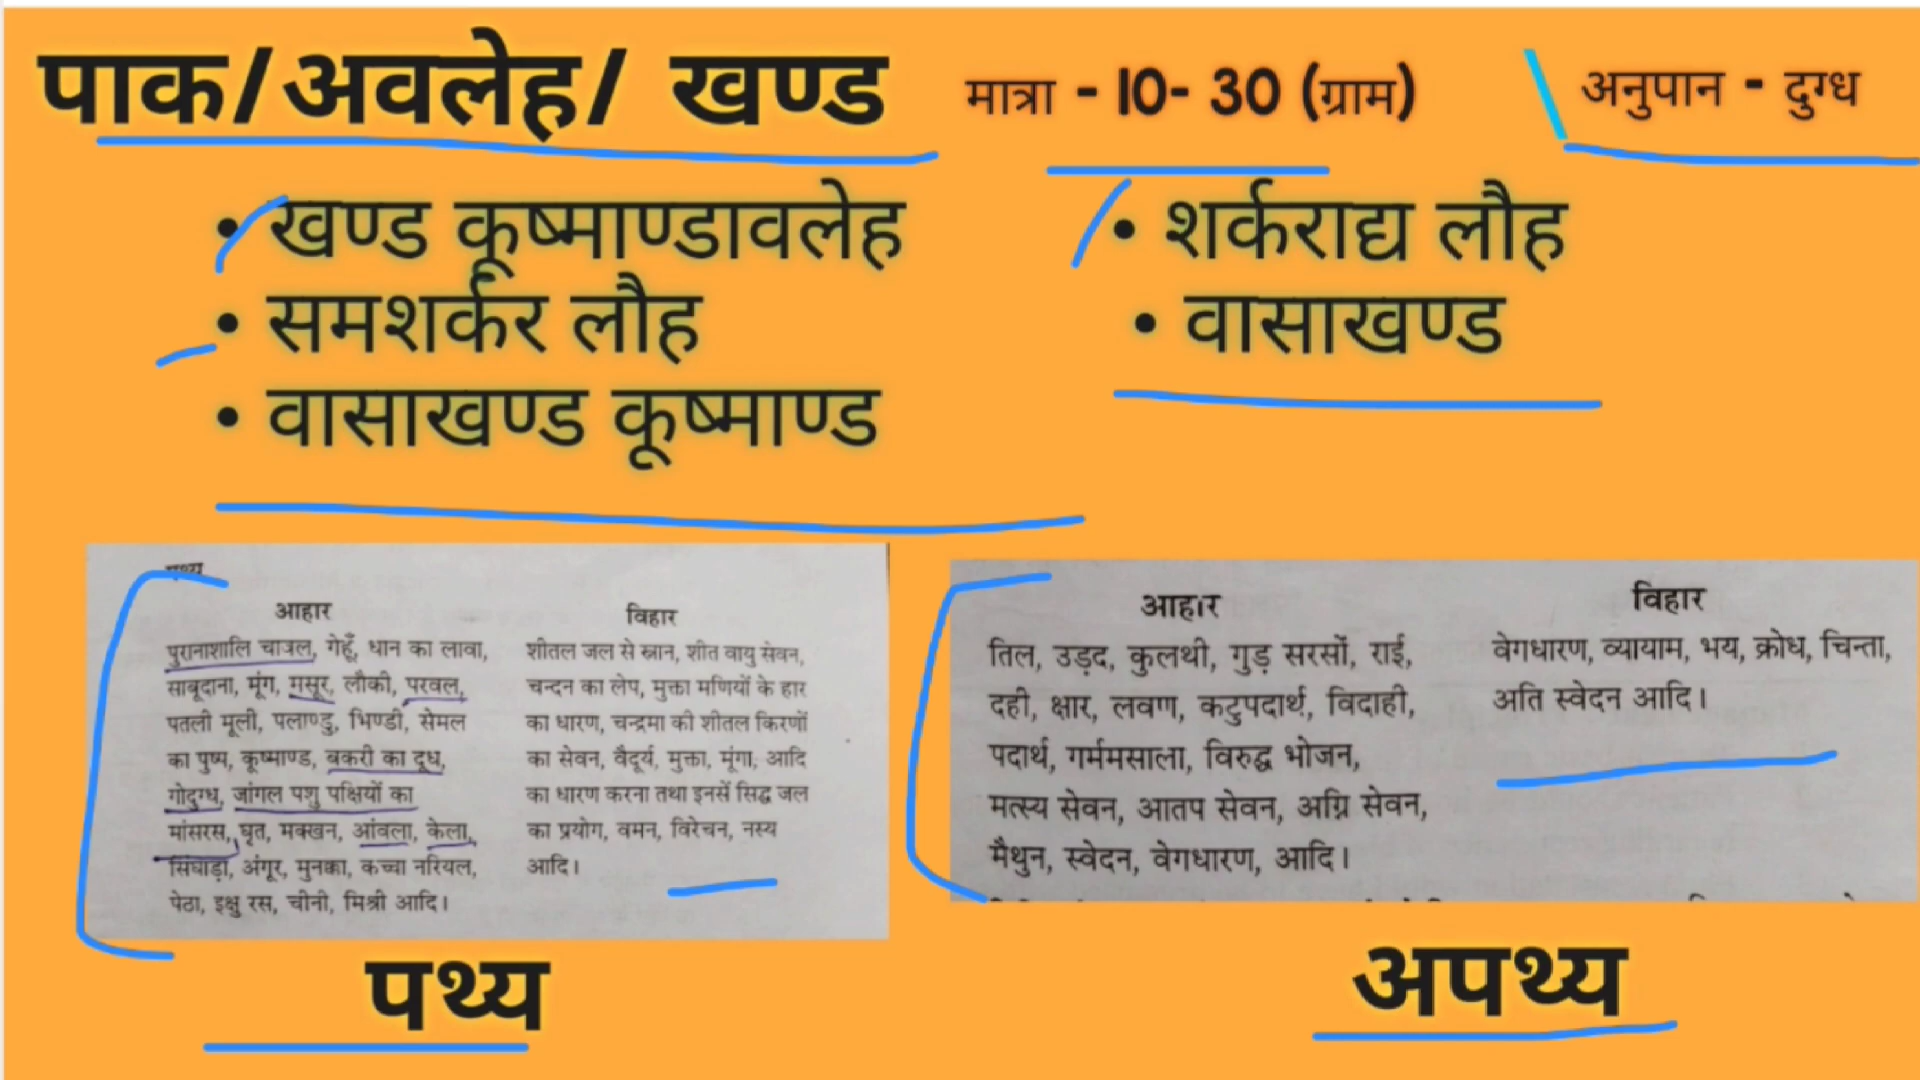 पाक/अवलेह/ खण्ड
मात्रा - 10- 30 (ग्राम)
अनुपान - दुग्ध
• खण्ड कूष्माण्डावलेह
• समशर्कर लौह
• वासाखण्ड कूष्माण्ड
• शर्कराद्य लौह
• वासाखण्ड
पथ्य
आहार
पुरानाशालि चावल, गेहूँ, धान का लावा,
साबूदाना, मूंग, मसूर, लौकी, परवल,
पतली मूली, पलाण्डु, भिण्डी, सेमल
का पुष्प, कूष्माण्ड, बकरी का दूध,
गोदुग्ध, जांगल पशु पक्षियों का
मांसरस, घृत, मक्खन, आंवला, केला,
सिंघाड़ा, अंगूर, मुनक्का, कच्चा नरियल,
पेठा, इक्षु रस, चीनी, मिश्री आदि।
विहार
शीतल जल से स्नान, शीत वायु सेवन,
चन्दन का लेप, मुक्ता मणियों के हार
का धारण, चन्द्रमा की शीतल किरणों
का सेवन, वैदूर्य, मुक्ता, मूंगा, आदि
का धारण करना तथा इनसें सिद्ध जल
का प्रयोग, वमन, विरेचन, नस्य
आदि।
आहार
तिल, उड़द, कुलथी, गुड़ सरसों, राई,
दही, क्षार, लवण, कटुपदार्थ, विदाही,
पदार्थ, गर्ममसाला, विरुद्ध भोजन,
मत्स्य सेवन, आतप सेवन, अग्नि सेवन,
मैथुन, स्वेदन, वेगधारण, आदि।
विहार
वेगधारण, व्यायाम, भय, क्रोध, चिन्ता,
अति स्वेदन आदि।
पथ्य
अपथ्य